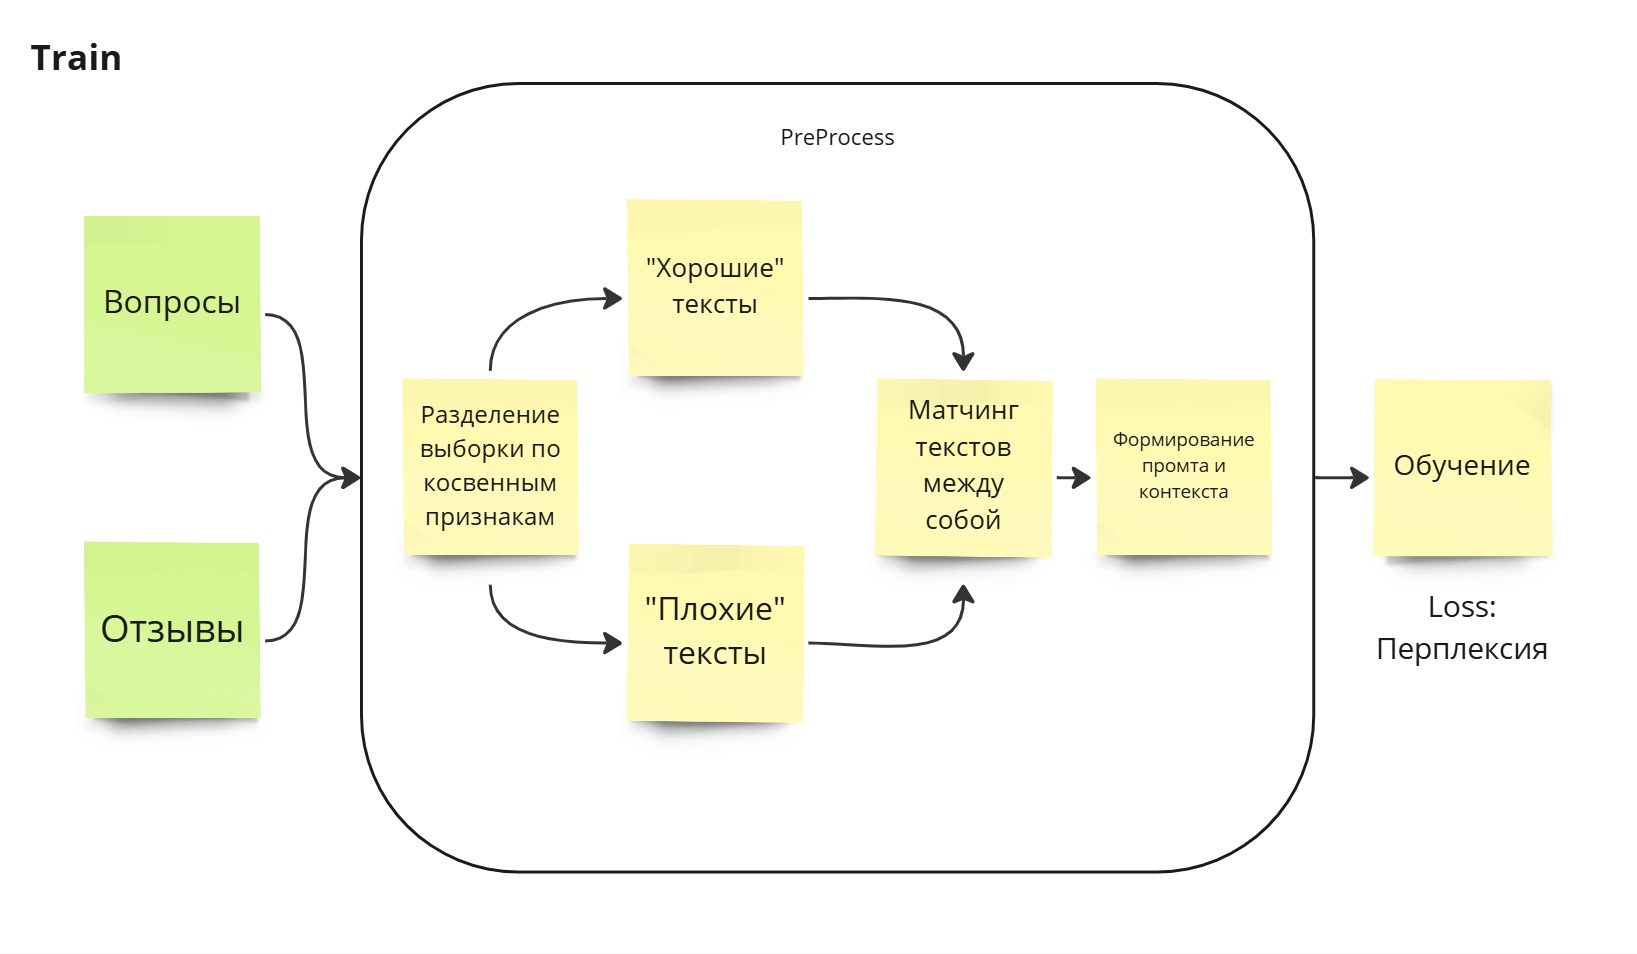 Train
PreProcess
Вопросы
Отзывы
Разделение
выборки по
косвенным
признакам
"Хорошие"
тексты
"Плохие"
тексты
Матчинг
текстов
между
собой
Формирование
промта и
контекста
Обучение
Loss:
Перплексия